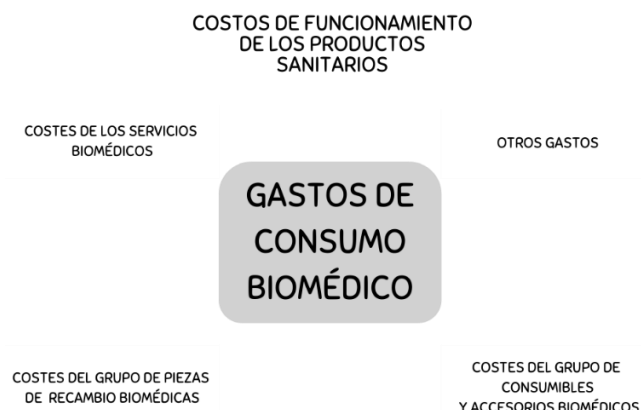 COSTOS DE FUNCIONAMIENTO
DE LOS PRODUCTOS
SANITARIOS
COSTES DE LOS SERVICIOS
BIOMÉDICOS
OTROS GASTOS
GASTOS DE
CONSUMO
BIOMÉDICO
COSTES DEL GRUPO DE PIEZAS
DE RECAMBIO BIOMÉDICAS
COSTES DEL GRUPO DE
CONSUMIBLES
Y ACCESORIOS BIOMÉDICOS